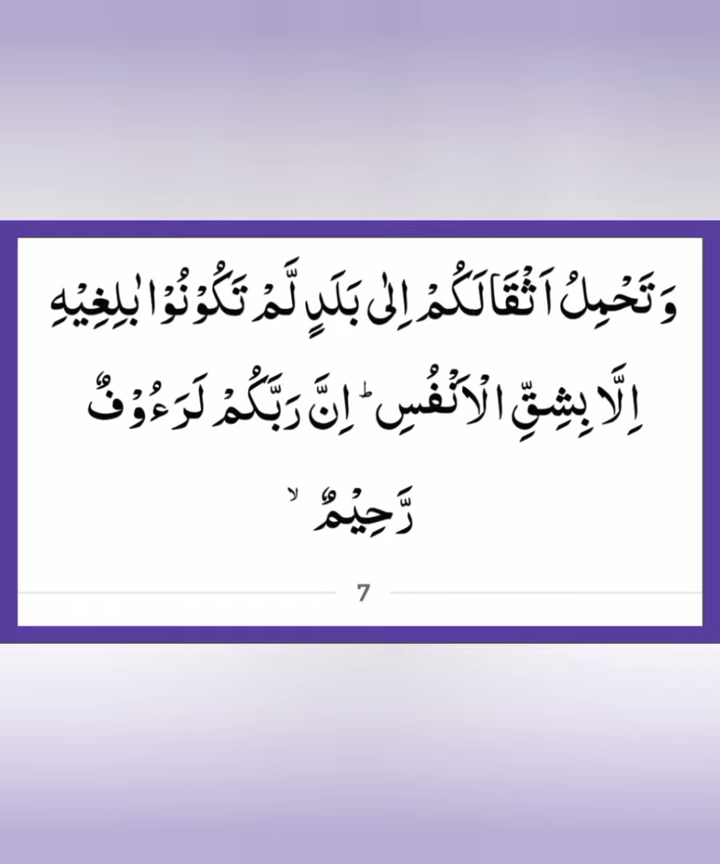 وَ تَحْمِلُ اَثْقَالَكُمْ اِلٰى بَلَدٍ لَّمْ تَكُوْنُوْا بٰلِغِیْهِ
اِلَّا بِشِقِّ الْاَنْفُسِؕ اِنَّ رَبَّكُمْ لَرَءُوْفٌ
رَّحِیْمٌۙ
7